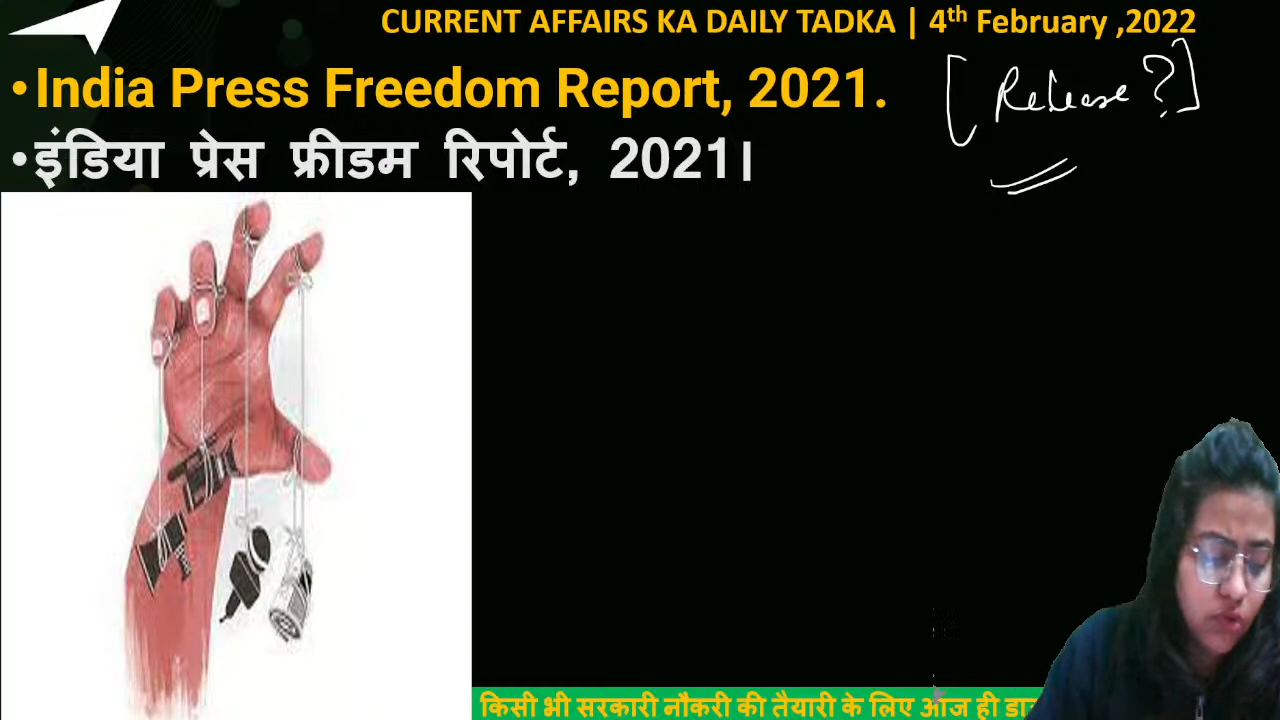 CURRENT AFFAIRS KA DAILY TADKA | 4th February ,2022
•India Press Freedom Report, 2021.
[Release?]
•इंडिया प्रेस फ्रीडम रिपोर्ट, 2021।
किसी भी सरकारी नौकरी की तैयारी के लिए आज ही